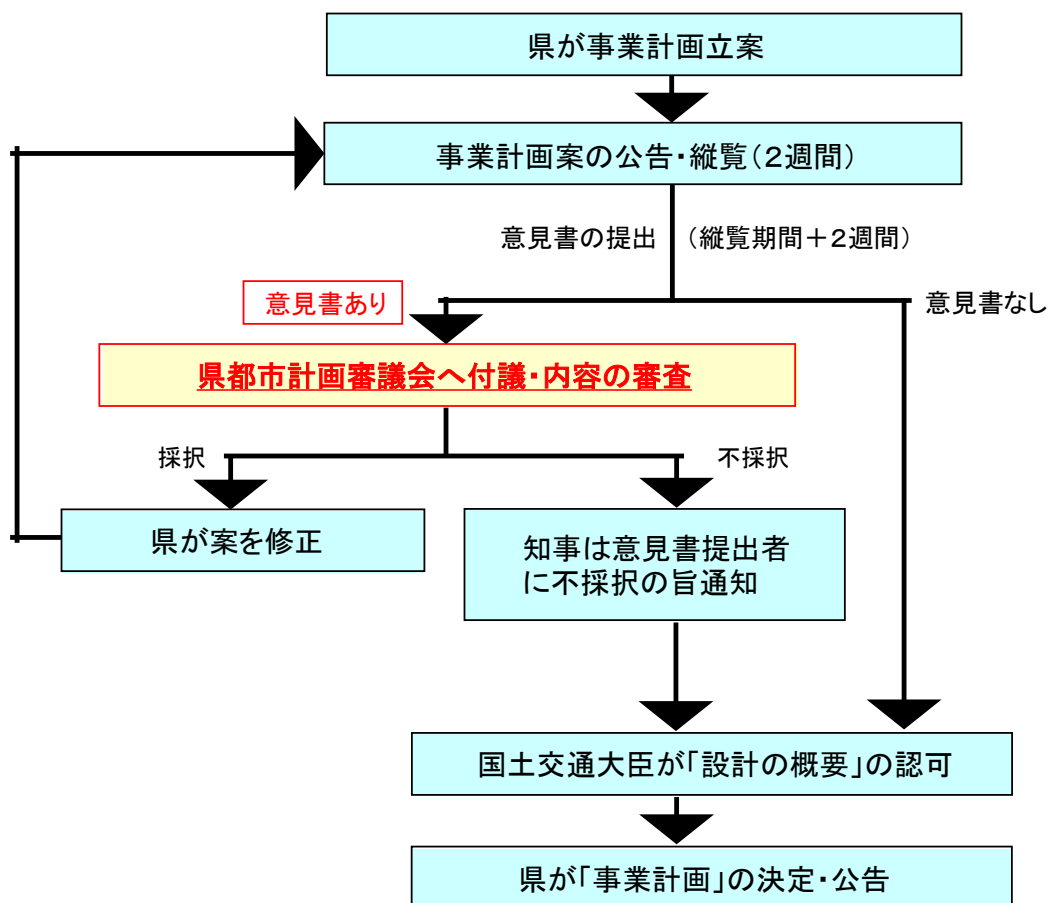 県が事業計画立案
事業計画案の公告・縦覧(2週間)
意見書の提出 (縦覧期間+2週間)
意見書あり
意見書なし
県都市計画審議会へ付議・内容の審査
採択
不採択
県が案を修正
知事は意見書提出者
に不採択の旨通知
国土交通大臣が「設計の概要」の認可
県が「事業計画」の決定・公告